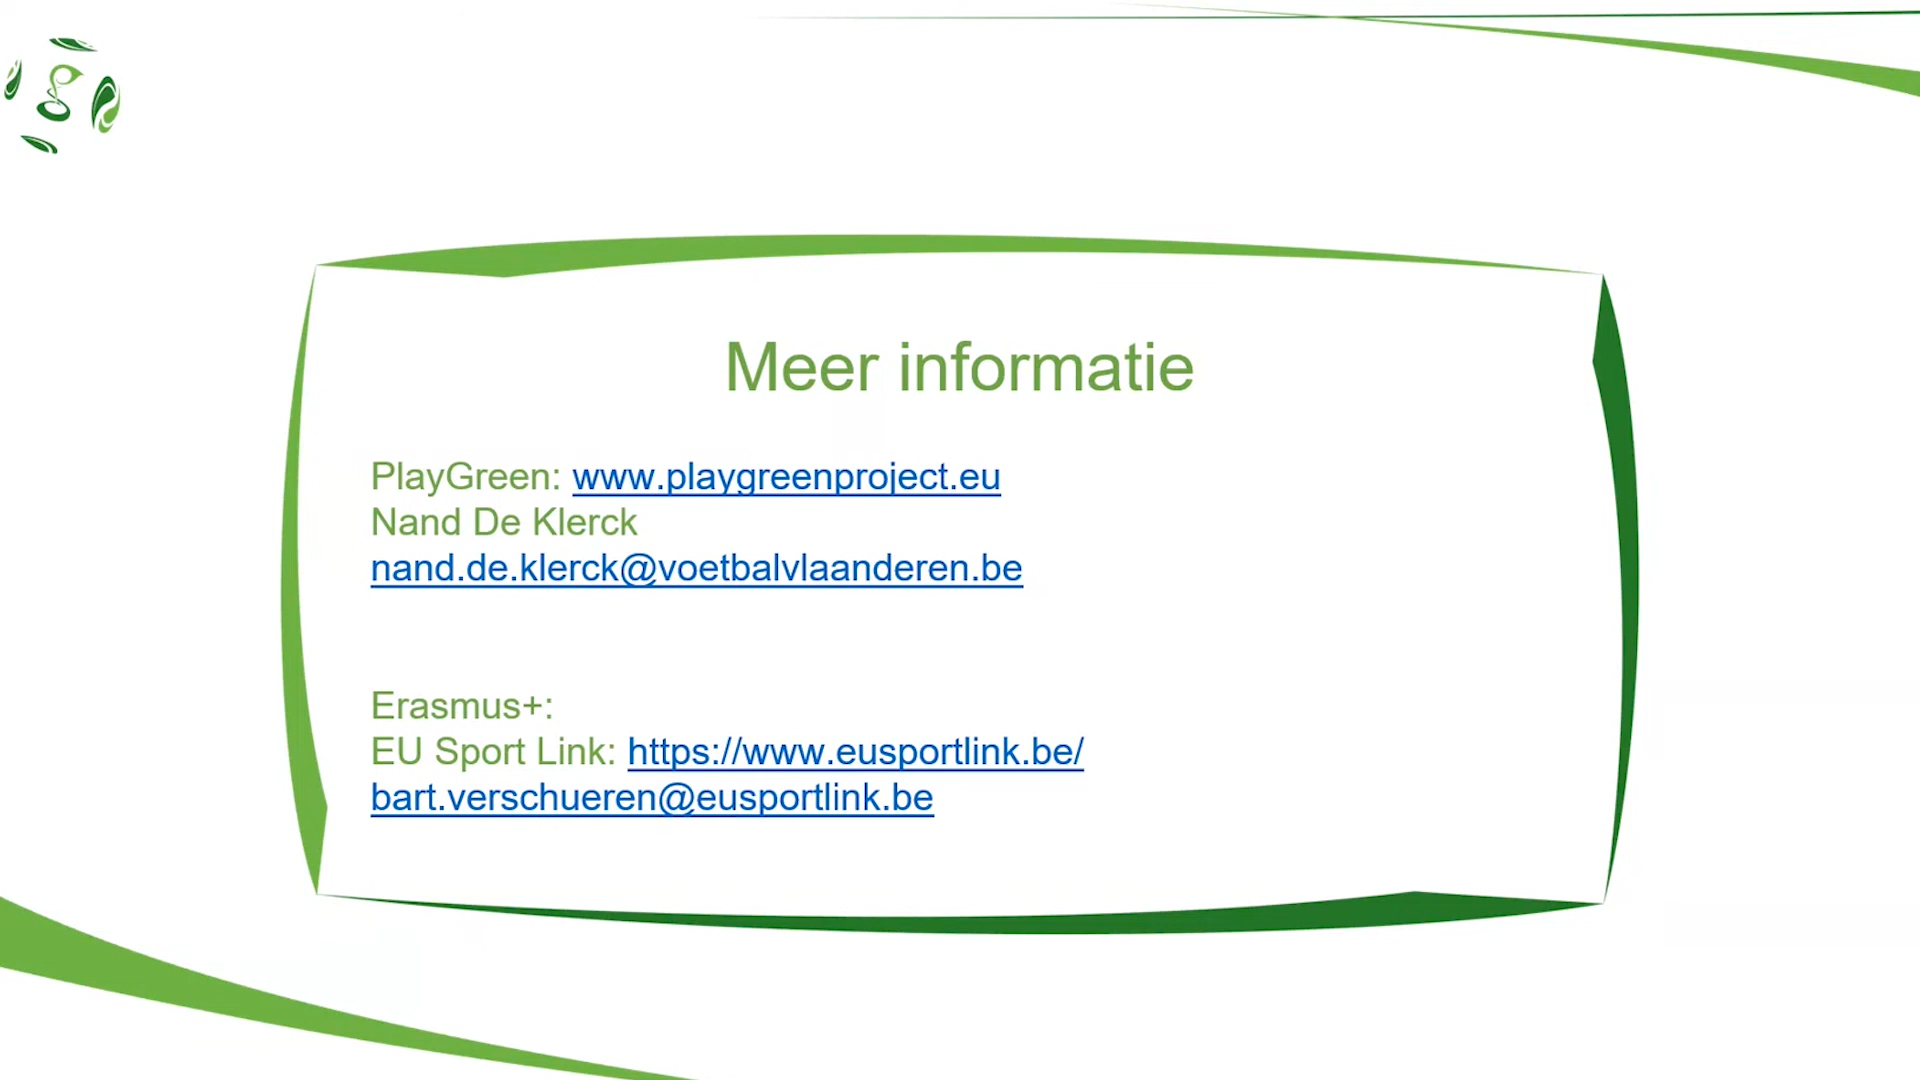 Meer informatie
PlayGreen: www.playgreenproject.eu
Nand De Klerck
nand.de.klerck@voetbalvlaanderen.be
Erasmus+:
EU Sport Link: https://www.eusportlink.be/
bart.verschueren@eusportlink.be